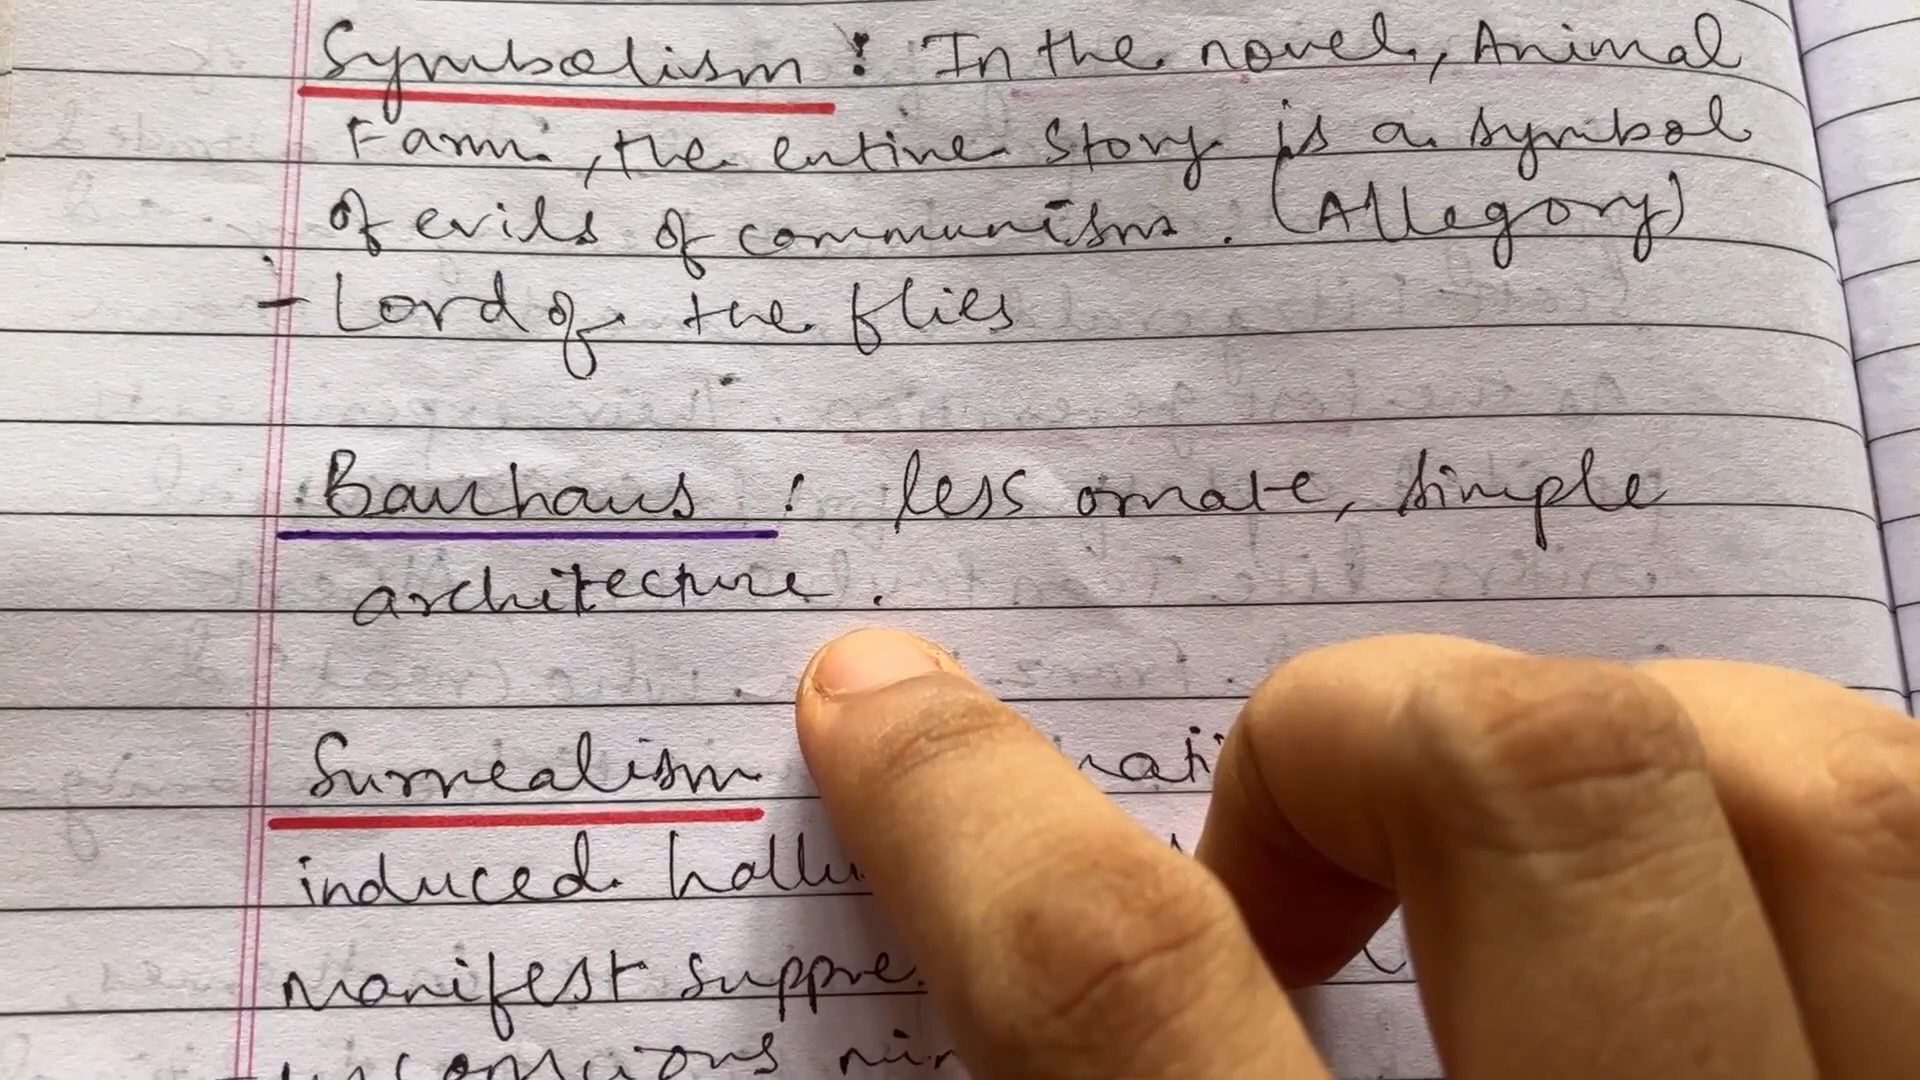 Symbolism : In the novel, Animal
Farm, the entire story is a symbol
of evils of communism. (Allegory)
- Lord of the flies
Bauhaus : less ornate, simple
architecture.
Surrealism
induced
manifest